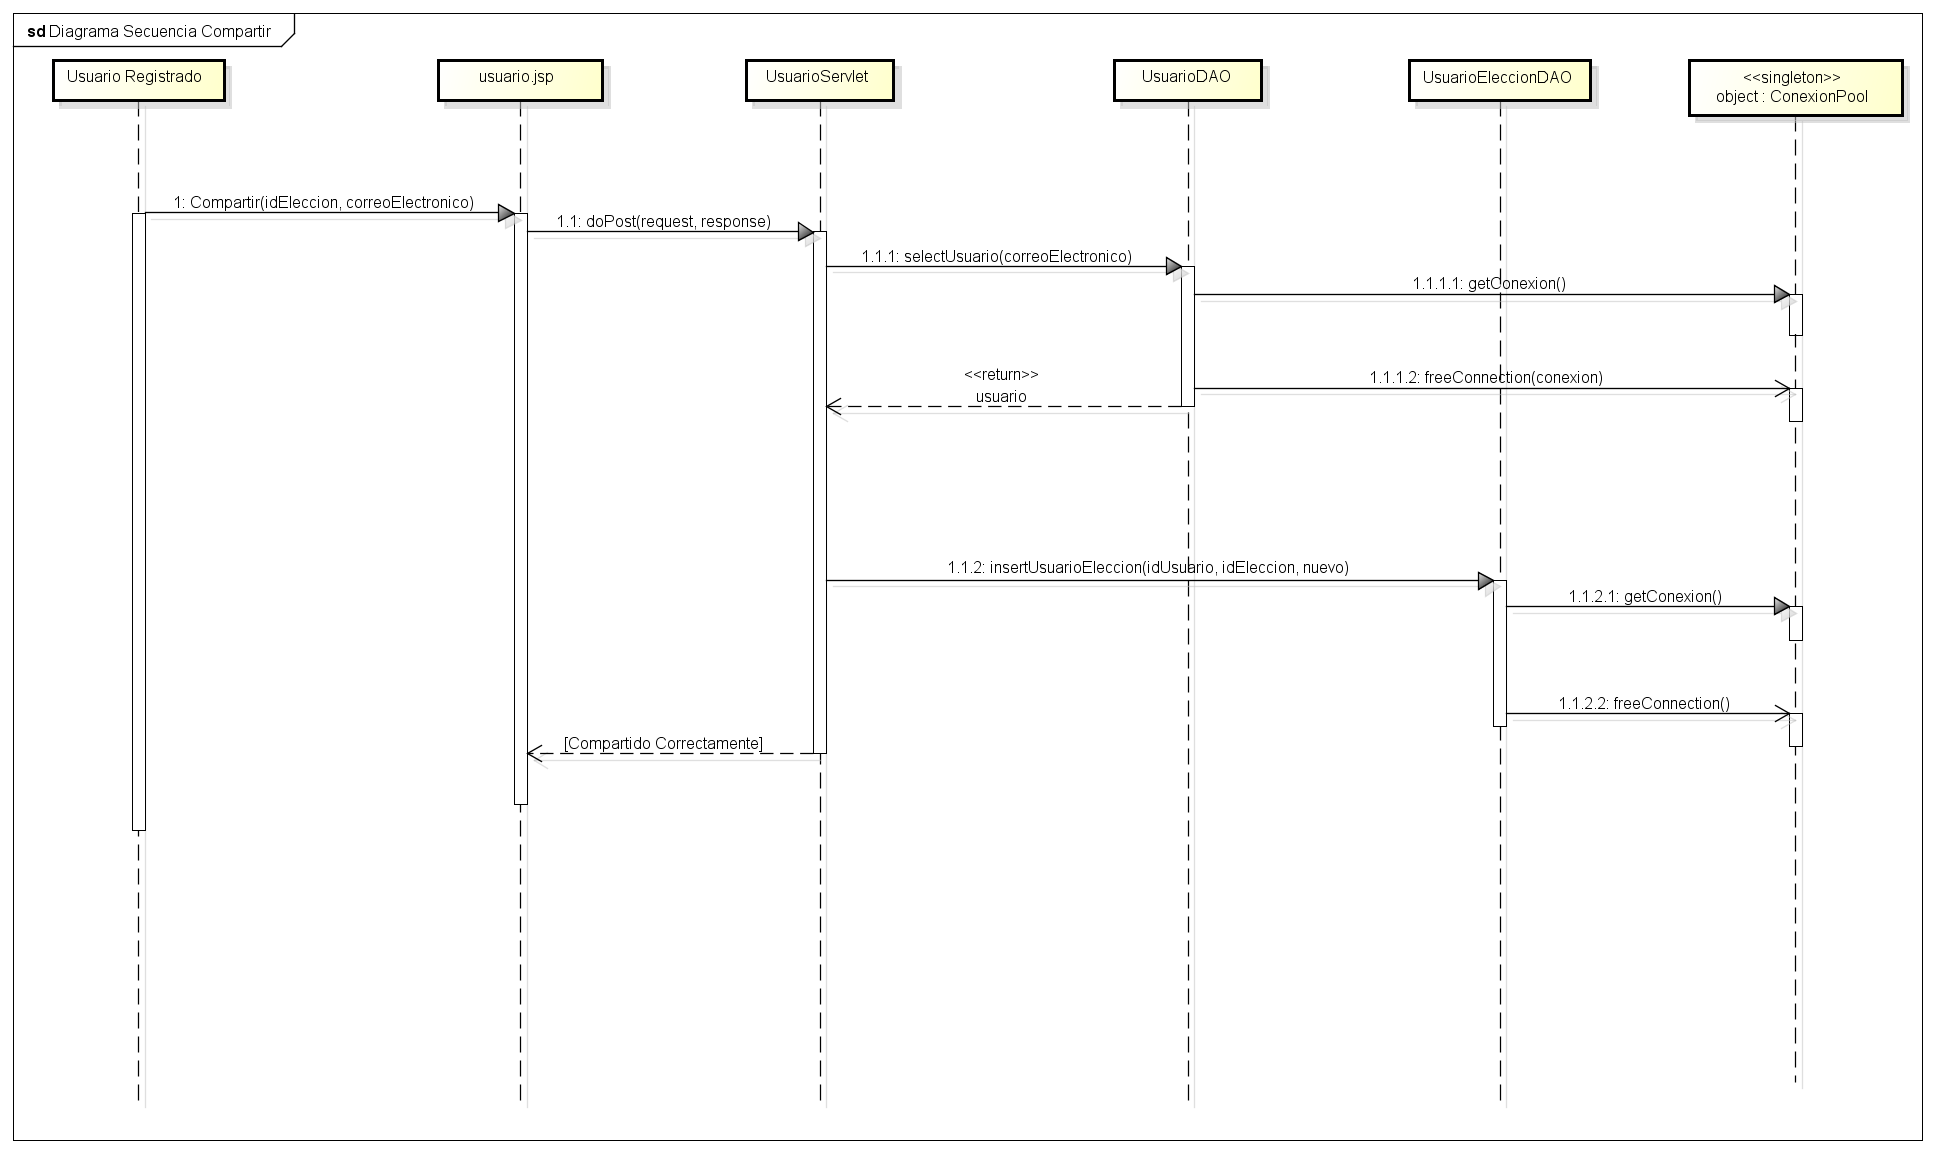 sd Diagrama Secuencia Compartir
Usuario Registrado
usuario.jsp
UsuarioServlet
UsuarioDAO
UsuarioEleccionDAO
<<singleton>>
object : ConexionPool
1: Compartir(idEleccion, correoElectronico)
1.1: doPost(request, response)
1.1.1: selectUsuario(correoElectronico)
1.1.1.1: getConexion()
<<return>>
usuario
1.1.1.2: freeConnection(conexion)
1.1.2: insertUsuarioEleccion(idUsuario, idEleccion, nuevo)
1.1.2.1: getConexion()
1.1.2.2: freeConnection()
[Compartido Correctamente]